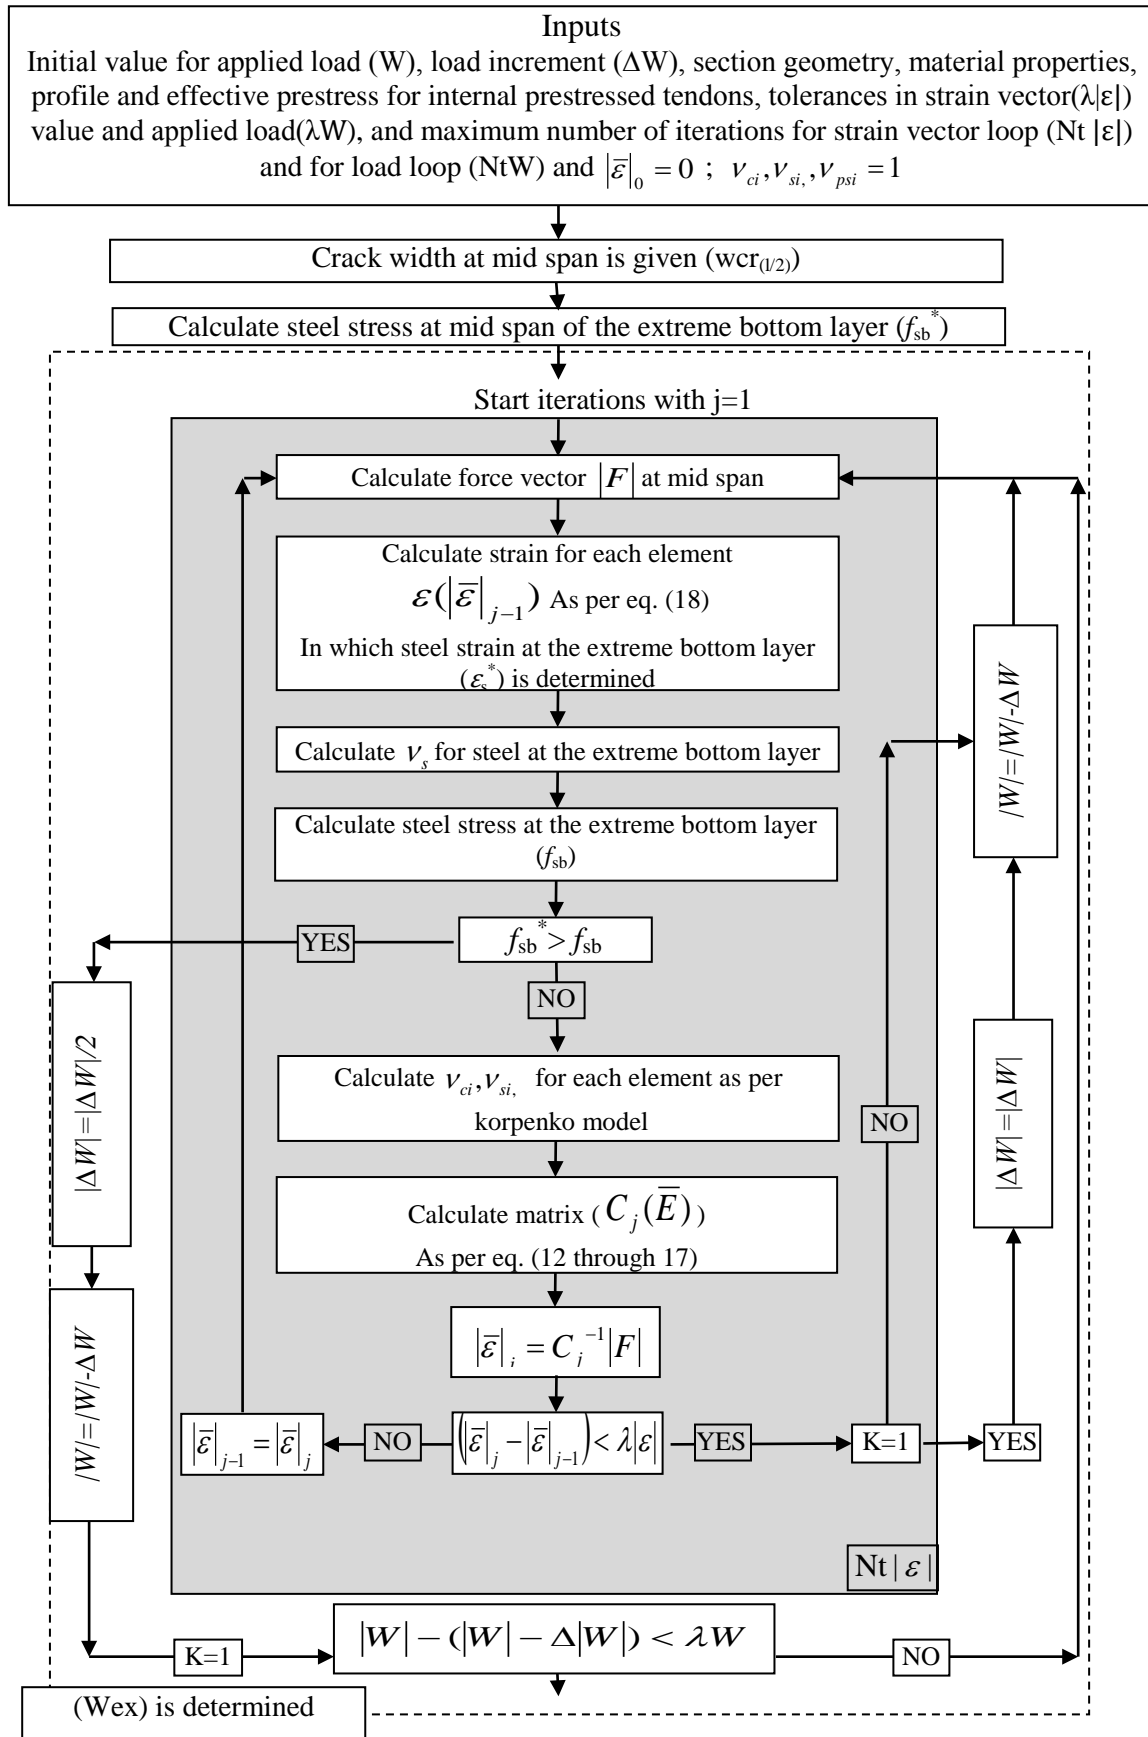 Inputs
Initial value for applied load (W), load increment (ΔW), section geometry, material properties,
profile and effective prestress for internal prestressed tendons, tolerances in strain vector(λ|ε|)
value and applied load(λW), and maximum number of iterations for strain vector loop (Nt |ε|)
and for load loop (NtW) and |ε̅|₀ = 0 ; ν_ci, ν_si,, ν_psi = 1
Crack width at mid span is given (wcr(l/2))
Calculate steel stress at mid span of the extreme bottom layer (f_sb*)
Start iterations with j=1
Calculate force vector |F| at mid span
Calculate strain for each element
ε(|ε̅|_j−1) As per eq. (18)
In which steel strain at the extreme bottom layer
(ε_s*) is determined
Calculate ν_s for steel at the extreme bottom layer
Calculate steel stress at the extreme bottom layer
(f_sb)
f_sb* > f_sb
YES
NO
Calculate ν_ci, ν_si, for each element as per
korpenko model
Calculate matrix ( C_j(E̅) )
As per eq. (12 through 17)
|ε̅|_j = C_j⁻¹|F|
(|ε̅|_j − |ε̅|_j−1) < λ|ε|
NO
|ε̅|_j−1 = |ε̅|_j
YES
K=1
YES
NO
|ΔW|=|ΔW|
|W|=|W|-ΔW
|ΔW|=|ΔW|/2
|W|=|W|-ΔW
Nt | ε |
K=1
|W| − (|W| − Δ|W|) < λW
NO
(Wex) is determined